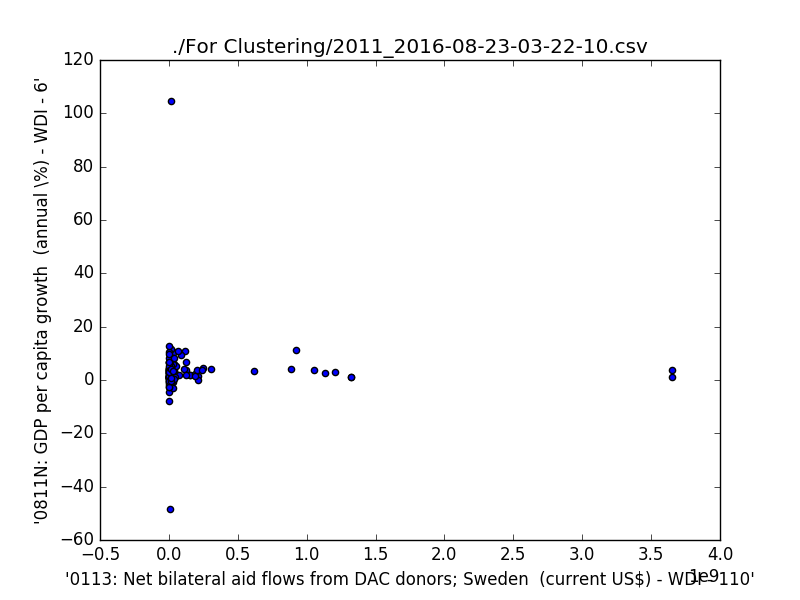 ./For Clustering/2011_2016-08-23-03-22-10.csv
120
100
80
60
40
20
0
−20
−40
−60
'0811N: GDP per capita growth  (annual \%) - WDI - 6'
−0.5 0.0 0.5 1.0 1.5 2.0 2.5 3.0 3.5 4.0
1e9
'0113: Net bilateral aid flows from DAC donors; Sweden  (current US$) - WDI - 110'